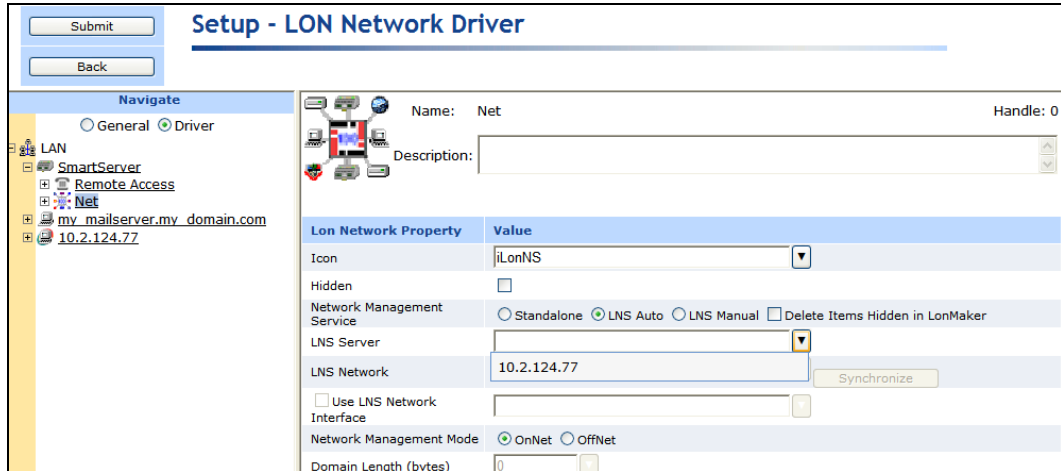 Submit
Setup - LON Network Driver
Back
Navigate
General Driver
LAN
SmartServer
Remote Access
Net
my_mailserver.my_domain.com
10.2.124.77
Name: Net Handle: 0
Description:
Lon Network Property Value
Icon iLonNS
Hidden
Network Management Service Standalone LNS Auto LNS Manual Delete Items Hidden in LonMaker
LNS Server
10.2.124.77
LNS Network Synchronize
Use LNS Network Interface
Network Management Mode OnNet OffNet
Domain Length (bytes) 0